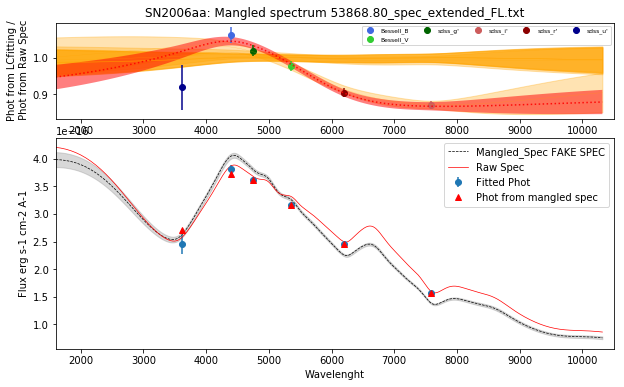 SN2006aa: Mangled spectrum 53868.80_spec_extended_FL.txt
Phot from LCfitting /
Phot from Raw Spec
1.0
0.9
Bessell_B
Bessell_V
sdss_g'
sdss_i'
sdss_r'
sdss_u'
2000 3000 4000 5000 6000 7000 8000 9000 10000
Flux erg s-1 cm-2 A-1
4.0
3.5
3.0
2.5
2.0
1.5
1.0
Mangled_Spec FAKE SPEC
Raw Spec
Fitted Phot
Phot from mangled spec
2000 3000 4000 5000 6000 7000 8000 9000 10000
Wavelenght